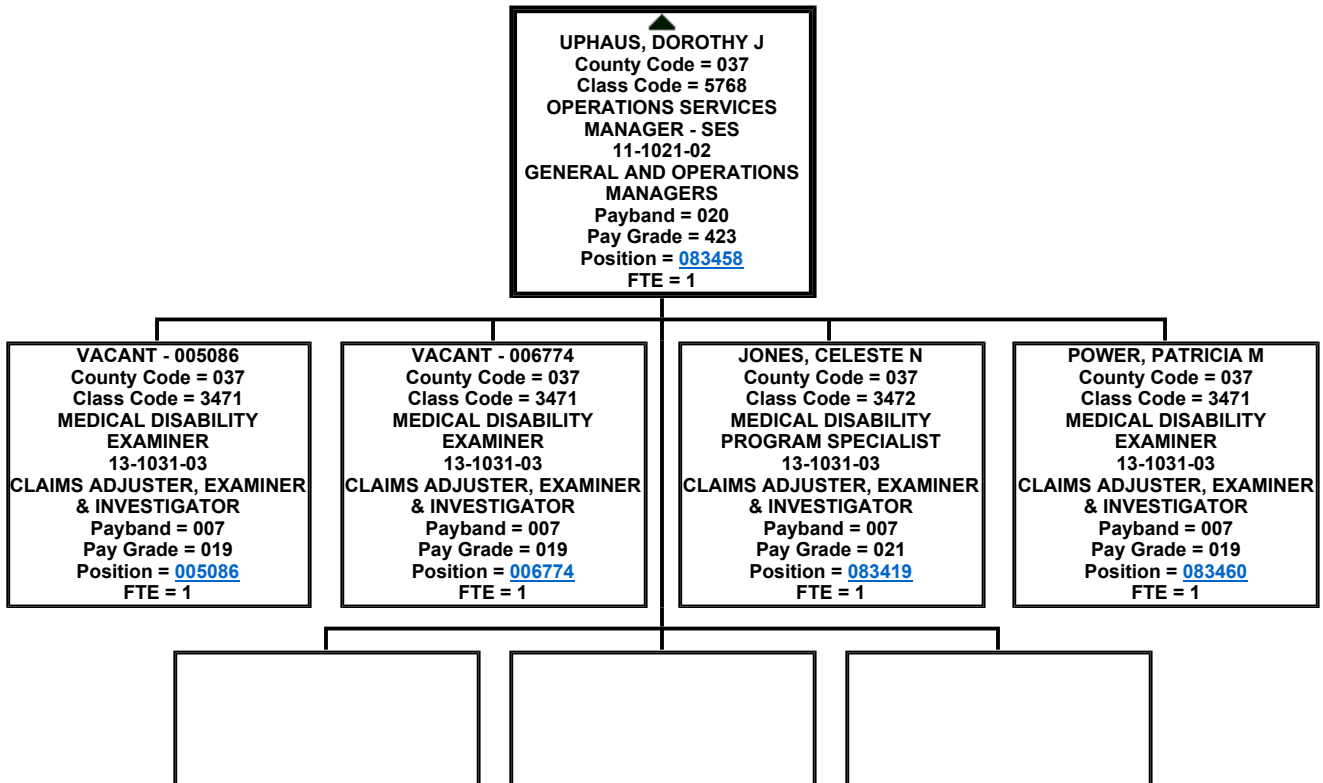 UPHAUS, DOROTHY J
County Code = 037
Class Code = 5768
OPERATIONS SERVICES
MANAGER - SES
11-1021-02
GENERAL AND OPERATIONS
MANAGERS
Payband = 020
Pay Grade = 423
Position = 083458
FTE = 1
VACANT - 005086
County Code = 037
Class Code = 3471
MEDICAL DISABILITY
EXAMINER
13-1031-03
CLAIMS ADJUSTER, EXAMINER
& INVESTIGATOR
Payband = 007
Pay Grade = 019
Position = 005086
FTE = 1
VACANT - 006774
County Code = 037
Class Code = 3471
MEDICAL DISABILITY
EXAMINER
13-1031-03
CLAIMS ADJUSTER, EXAMINER
& INVESTIGATOR
Payband = 007
Pay Grade = 019
Position = 006774
FTE = 1
JONES, CELESTE N
County Code = 037
Class Code = 3472
MEDICAL DISABILITY
PROGRAM SPECIALIST
13-1031-03
CLAIMS ADJUSTER, EXAMINER
& INVESTIGATOR
Payband = 007
Pay Grade = 021
Position = 083419
FTE = 1
POWER, PATRICIA M
County Code = 037
Class Code = 3471
MEDICAL DISABILITY
EXAMINER
13-1031-03
CLAIMS ADJUSTER, EXAMINER
& INVESTIGATOR
Payband = 007
Pay Grade = 019
Position = 083460
FTE = 1